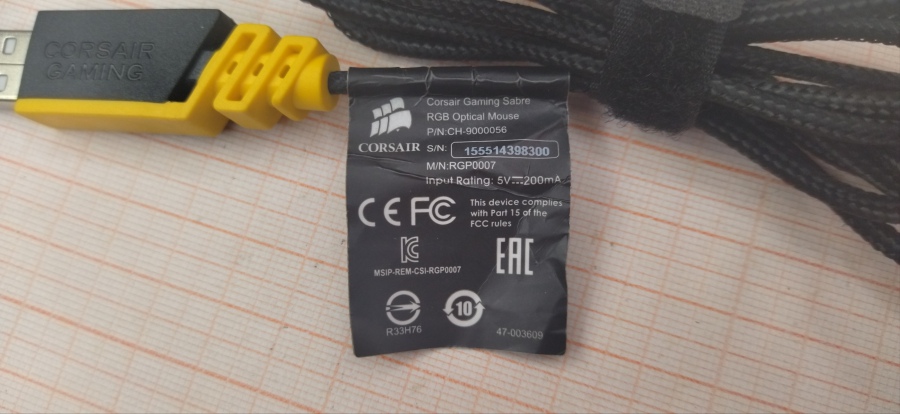 CORSAIR
GAMING
Corsair Gaming Sabre
RGB Optical Mouse
P/N:CH-9000056
CORSAIR
S/N: 155514398300
M/N:RGP0007
Input Rating: 5V⎓200mA
CE FC
This device complies
with Part 15 of the
FCC rules
MSIP-REM-CSI-RGP0007
EAC
10
R33H76
47-003609